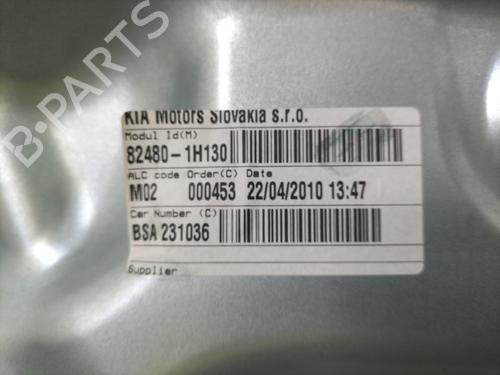 KIA Motors Slovakia s.r.o.
Modul Id(M)
82480-1H130
ALC code Order(C) Date
M02 000453 22/04/2010 13:47
Car Number (C)
BSA 231036
Supplier
B-PARTS